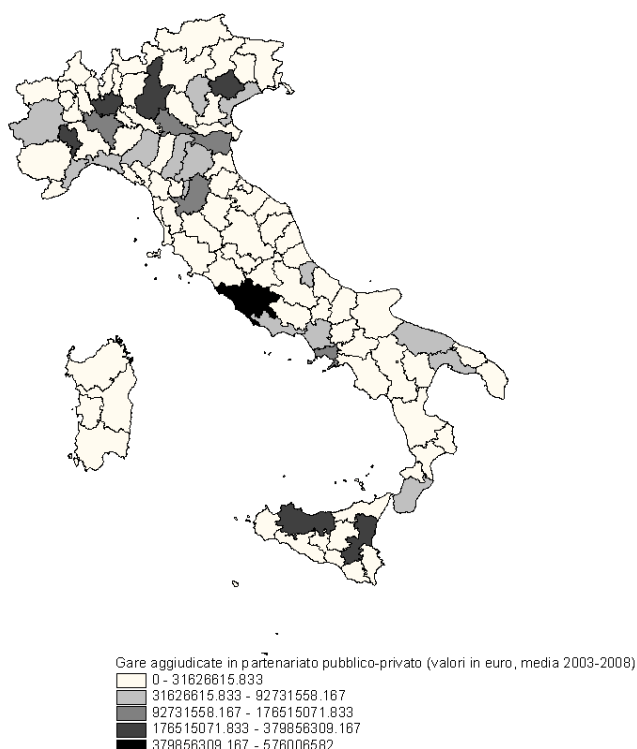 Gare aggiudicate in partenariato pubblico-privato (valori in euro, media 2003-2008)
0 - 31626615.833
31626615.833 - 92731558.167
92731558.167 - 176515071.833
176515071.833 - 379856309.167
379856309.167 - 576006582